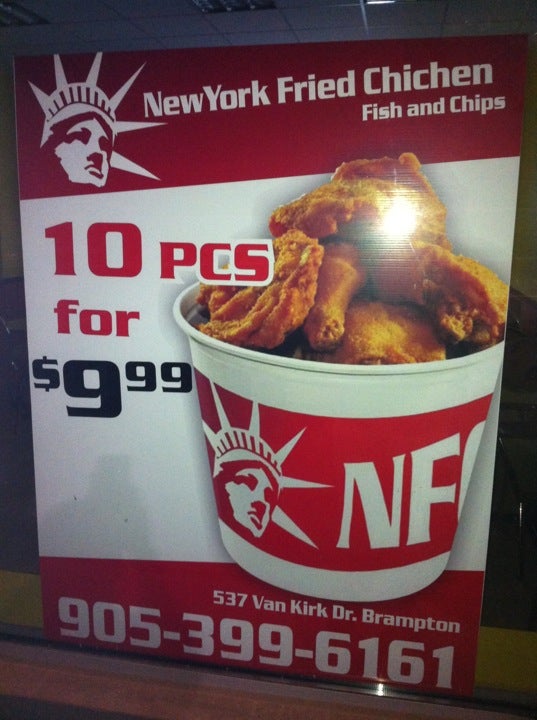 NewYork Fried Chichen
Fish and Chips
10 PCS
for
$9.99
NF
537 Van Kirk Dr. Brampton
905-399-6161